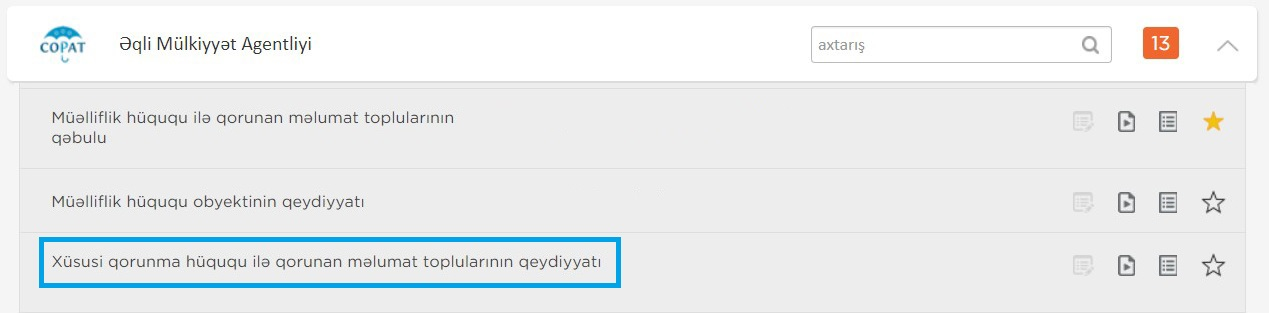 COPAT
Əqli Mülkiyyət Agentliyi
axtarış
13
Müəlliflik hüququ ilə qorunan məlumat toplularının
qəbulu
Müəlliflik hüququ obyektinin qeydiyyatı
Xüsusi qorunma hüququ ilə qorunan məlumat toplularının qeydiyyatı